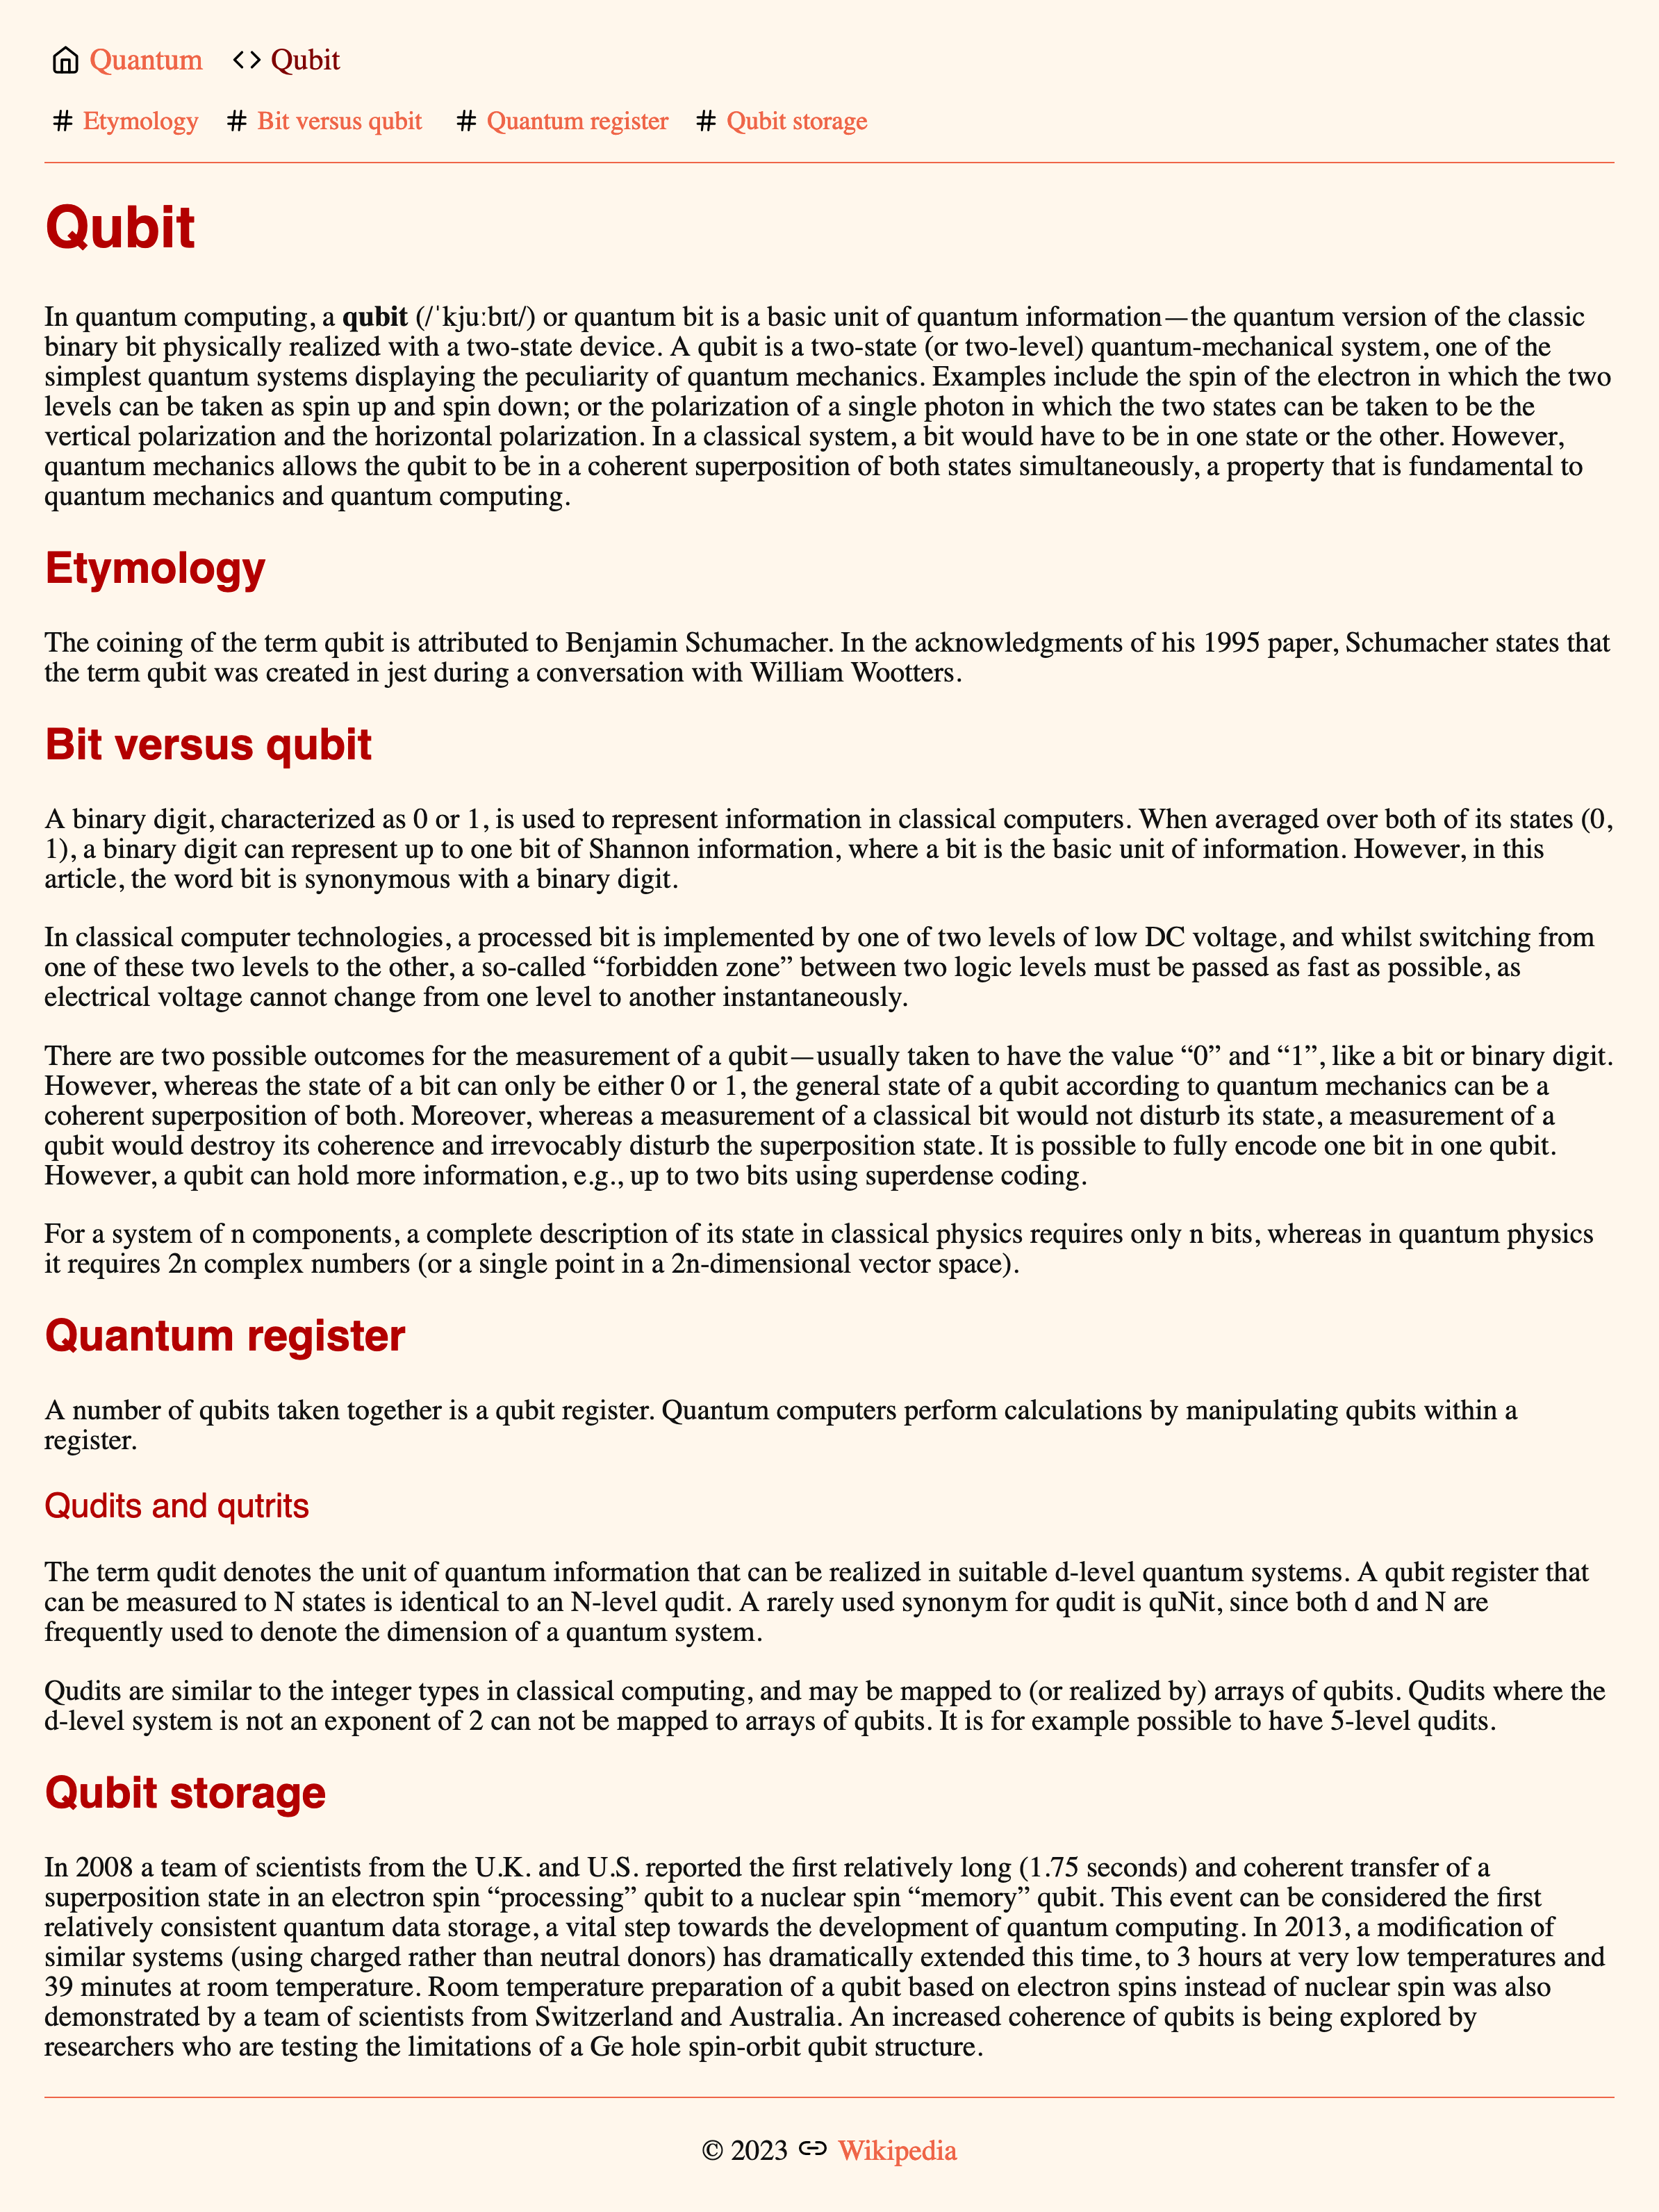 Quantum <> Qubit
# Etymology # Bit versus qubit # Quantum register # Qubit storage
Qubit
In quantum computing, a qubit (/ˈkjuːbɪt/) or quantum bit is a basic unit of quantum information—the quantum version of the classic
binary bit physically realized with a two-state device. A qubit is a two-state (or two-level) quantum-mechanical system, one of the
simplest quantum systems displaying the peculiarity of quantum mechanics. Examples include the spin of the electron in which the two
levels can be taken as spin up and spin down; or the polarization of a single photon in which the two states can be taken to be the
vertical polarization and the horizontal polarization. In a classical system, a bit would have to be in one state or the other. However,
quantum mechanics allows the qubit to be in a coherent superposition of both states simultaneously, a property that is fundamental to
quantum mechanics and quantum computing.
Etymology
The coining of the term qubit is attributed to Benjamin Schumacher. In the acknowledgments of his 1995 paper, Schumacher states that
the term qubit was created in jest during a conversation with William Wootters.
Bit versus qubit
A binary digit, characterized as 0 or 1, is used to represent information in classical computers. When averaged over both of its states (0,
1), a binary digit can represent up to one bit of Shannon information, where a bit is the basic unit of information. However, in this
article, the word bit is synonymous with a binary digit.
In classical computer technologies, a processed bit is implemented by one of two levels of low DC voltage, and whilst switching from
one of these two levels to the other, a so-called “forbidden zone” between two logic levels must be passed as fast as possible, as
electrical voltage cannot change from one level to another instantaneously.
There are two possible outcomes for the measurement of a qubit—usually taken to have the value “0” and “1”, like a bit or binary digit.
However, whereas the state of a bit can only be either 0 or 1, the general state of a qubit according to quantum mechanics can be a
coherent superposition of both. Moreover, whereas a measurement of a classical bit would not disturb its state, a measurement of a
qubit would destroy its coherence and irrevocably disturb the superposition state. It is possible to fully encode one bit in one qubit.
However, a qubit can hold more information, e.g., up to two bits using superdense coding.
For a system of n components, a complete description of its state in classical physics requires only n bits, whereas in quantum physics
it requires 2n complex numbers (or a single point in a 2n-dimensional vector space).
Quantum register
A number of qubits taken together is a qubit register. Quantum computers perform calculations by manipulating qubits within a
register.
Qudits and qutrits
The term qudit denotes the unit of quantum information that can be realized in suitable d-level quantum systems. A qubit register that
can be measured to N states is identical to an N-level qudit. A rarely used synonym for qudit is quNit, since both d and N are
frequently used to denote the dimension of a quantum system.
Qudits are similar to the integer types in classical computing, and may be mapped to (or realized by) arrays of qubits. Qudits where the
d-level system is not an exponent of 2 can not be mapped to arrays of qubits. It is for example possible to have 5-level qudits.
Qubit storage
In 2008 a team of scientists from the U.K. and U.S. reported the first relatively long (1.75 seconds) and coherent transfer of a
superposition state in an electron spin “processing” qubit to a nuclear spin “memory” qubit. This event can be considered the first
relatively consistent quantum data storage, a vital step towards the development of quantum computing. In 2013, a modification of
similar systems (using charged rather than neutral donors) has dramatically extended this time, to 3 hours at very low temperatures and
39 minutes at room temperature. Room temperature preparation of a qubit based on electron spins instead of nuclear spin was also
demonstrated by a team of scientists from Switzerland and Australia. An increased coherence of qubits is being explored by
researchers who are testing the limitations of a Ge hole spin-orbit qubit structure.
© 2023 Wikipedia